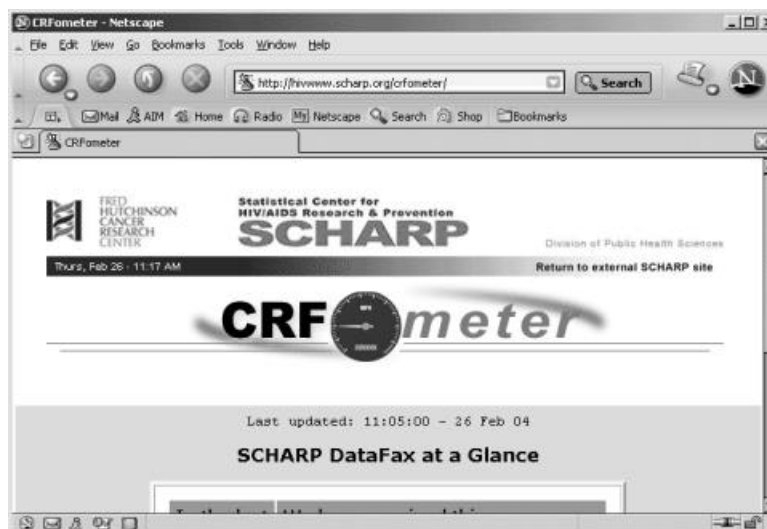 CRFometer - Netscape
File Edit View Go Bookmarks Tools Window Help
http://hivwww.scharp.org/crfometer/ Search N
Mail AIM Home Radio My Netscape Search Shop Bookmarks
CRFometer
FRED
HUTCHINSON
CANCER
RESEARCH
CENTER
Statistical Center for
HIV/AIDS Research & Prevention
SCHARP
Division of Public Health Sciences
Thurs, Feb 26 - 11:17 AM Return to external SCHARP site
CRF meter
Last updated: 11:05:00 - 26 Feb 04
SCHARP DataFax at a Glance